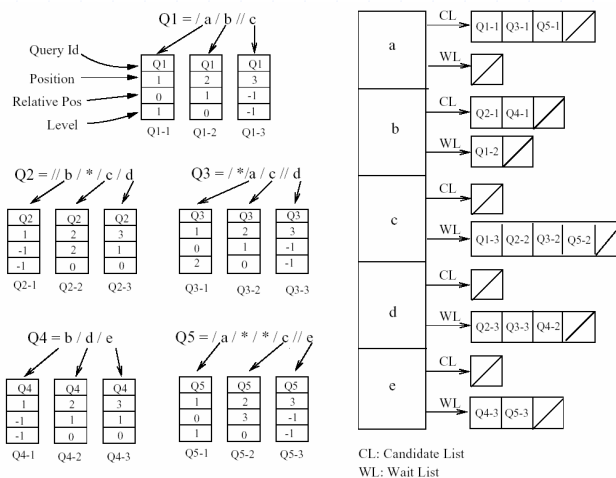 Q1 = / a / b // c
Query Id
Position
Relative Pos
Level
Q1 Q1 Q1
1 2 3
0 1 -1
1 0 -1
Q1-1 Q1-2 Q1-3
Q2 = // b / * / c / d
Q2 Q2 Q2
1 2 3
-1 2 1
-1 0 0
Q2-1 Q2-2 Q2-3
Q3 = / */a / c // d
Q3 Q3 Q3
1 2 3
0 1 -1
2 0 -1
Q3-1 Q3-2 Q3-3
Q4 = b / d / e
Q4 Q4 Q4
1 2 3
-1 1 1
-1 0 0
Q4-1 Q4-2 Q4-3
Q5 = / a / * / * / c // e
Q5 Q5 Q5
1 2 3
0 3 -1
1 0 -1
Q5-1 Q5-2 Q5-3
a
CL Q1-1 Q3-1 Q5-1
WL
b
CL Q2-1 Q4-1
WL Q1-2
c
CL
WL Q1-3 Q2-2 Q3-2 Q5-2
d
CL
WL Q2-3 Q3-3 Q4-2
e
CL
WL Q4-3 Q5-3
CL: Candidate List
WL: Wait List